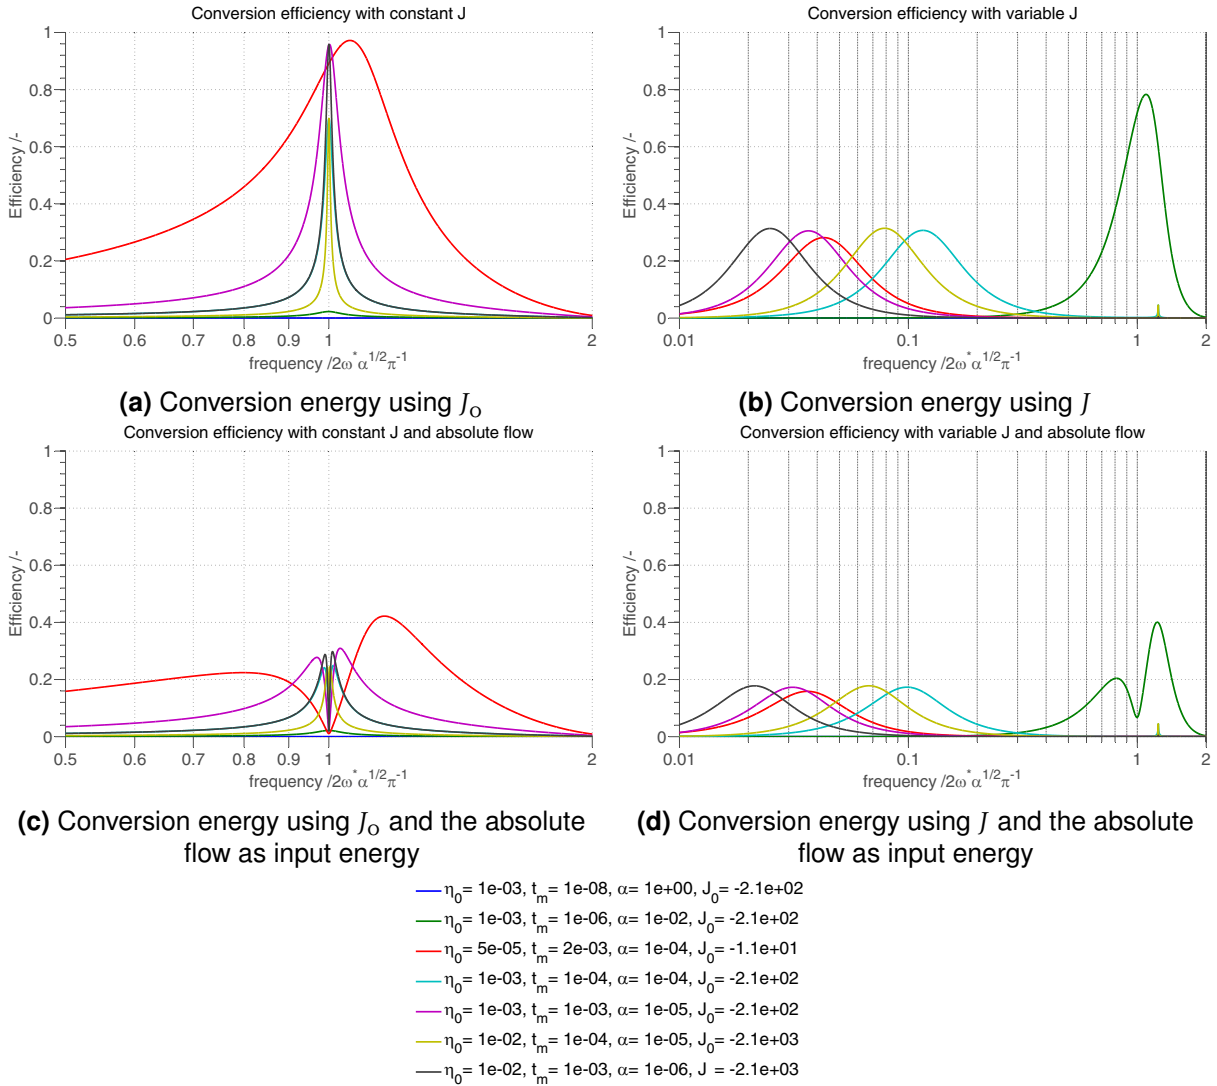 Conversion efficiency with constant J
1
0.8
0.6
0.4
0.2
0
Efficiency /-
0.5 0.6 0.7 0.8 0.9 1 2
frequency /2ω*α^1/2π^-1
(a) Conversion energy using J_o
Conversion efficiency with variable J
1
0.8
0.6
0.4
0.2
0
Efficiency /-
0.01 0.1 1 2
frequency /2ω*α^1/2π^-1
(b) Conversion energy using J
Conversion efficiency with constant J and absolute flow
1
0.8
0.6
0.4
0.2
0
Efficiency /-
0.5 0.6 0.7 0.8 0.9 1 2
frequency /2ω*α^1/2π^-1
(c) Conversion energy using J_o and the absolute
flow as input energy
Conversion efficiency with variable J and absolute flow
1
0.8
0.6
0.4
0.2
0
Efficiency /-
0.01 0.1 1 2
frequency /2ω*α^1/2π^-1
(d) Conversion energy using J and the absolute
flow as input energy
η_0= 1e-03, t_m= 1e-08, α= 1e+00, J_0= -2.1e+02
η_0= 1e-03, t_m= 1e-06, α= 1e-02, J_0= -2.1e+02
η_0= 5e-05, t_m= 2e-03, α= 1e-04, J_0= -1.1e+01
η_0= 1e-03, t_m= 1e-04, α= 1e-04, J_0= -2.1e+02
η_0= 1e-03, t_m= 1e-03, α= 1e-05, J_0= -2.1e+02
η_0= 1e-02, t_m= 1e-04, α= 1e-05, J_0= -2.1e+03
η_0= 1e-02, t_m= 1e-03, α= 1e-06, J = -2.1e+03